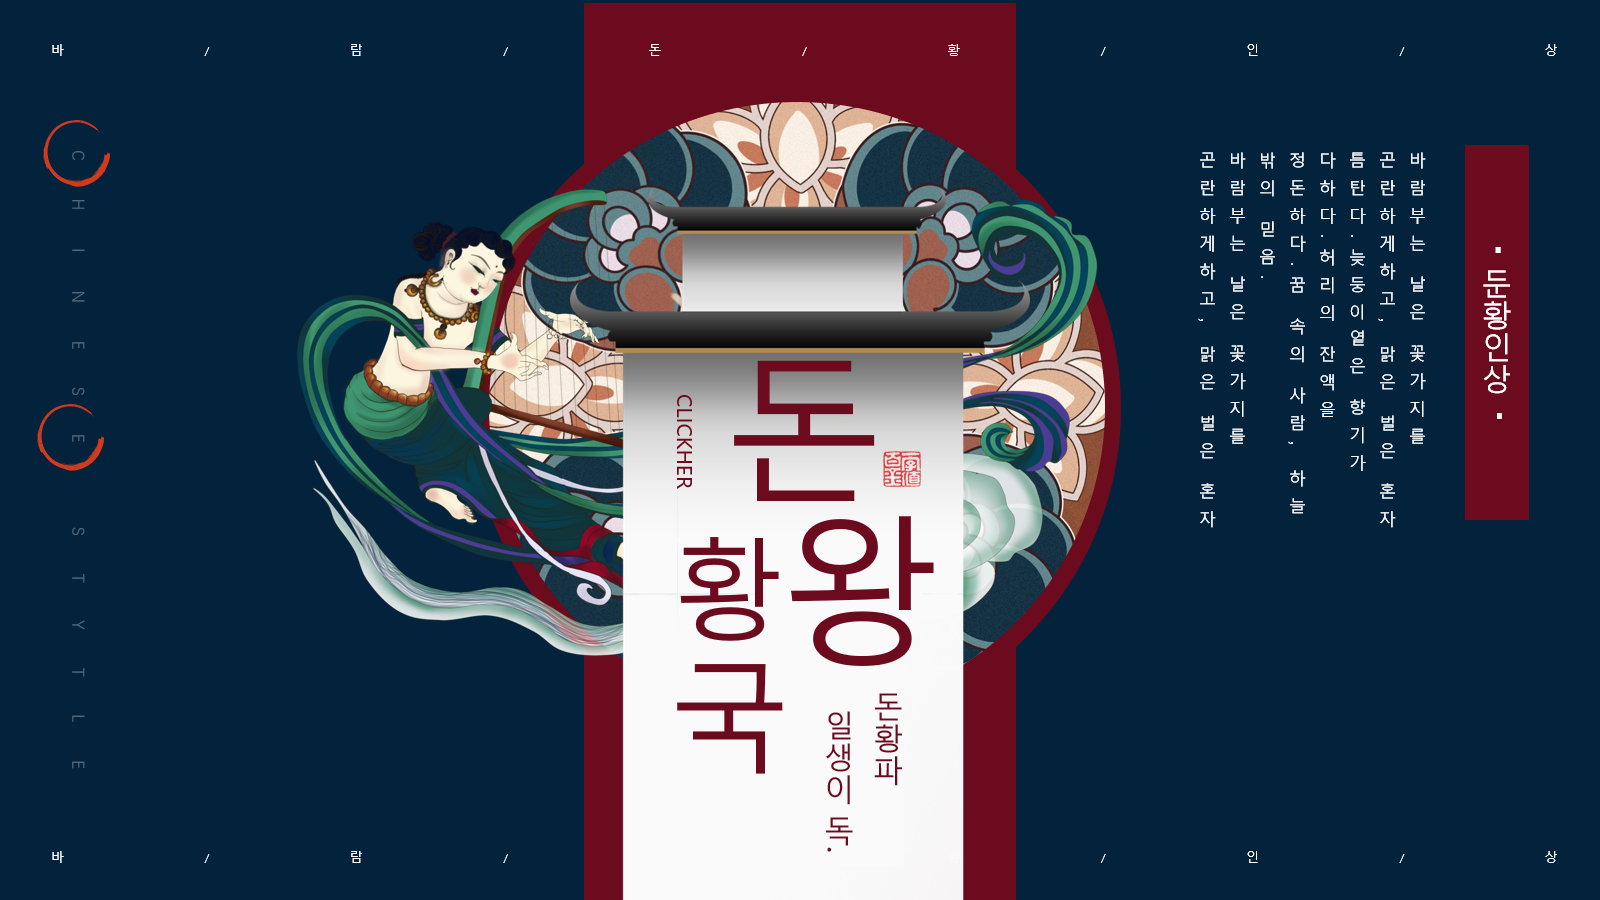 바 / 람 / 돈 / 황 / 인 / 상
· 둔황인상 ·
바람부는 날은 꽃가지를
곤란하게하고, 맑은 벌은 혼자
틈탄다.늦둥이옅은 향기가
다하다.허리의 잔액을
정돈하다.꿈 속의 사람, 하늘
밖의 믿음.
바람부는 날은 꽃가지를
곤란하게하고, 맑은 벌은 혼자
돈왕
황국
CLICKHER
돈황파
일생이 독.
CHINESE STYTLE
바 / 람 / / 인 / 상